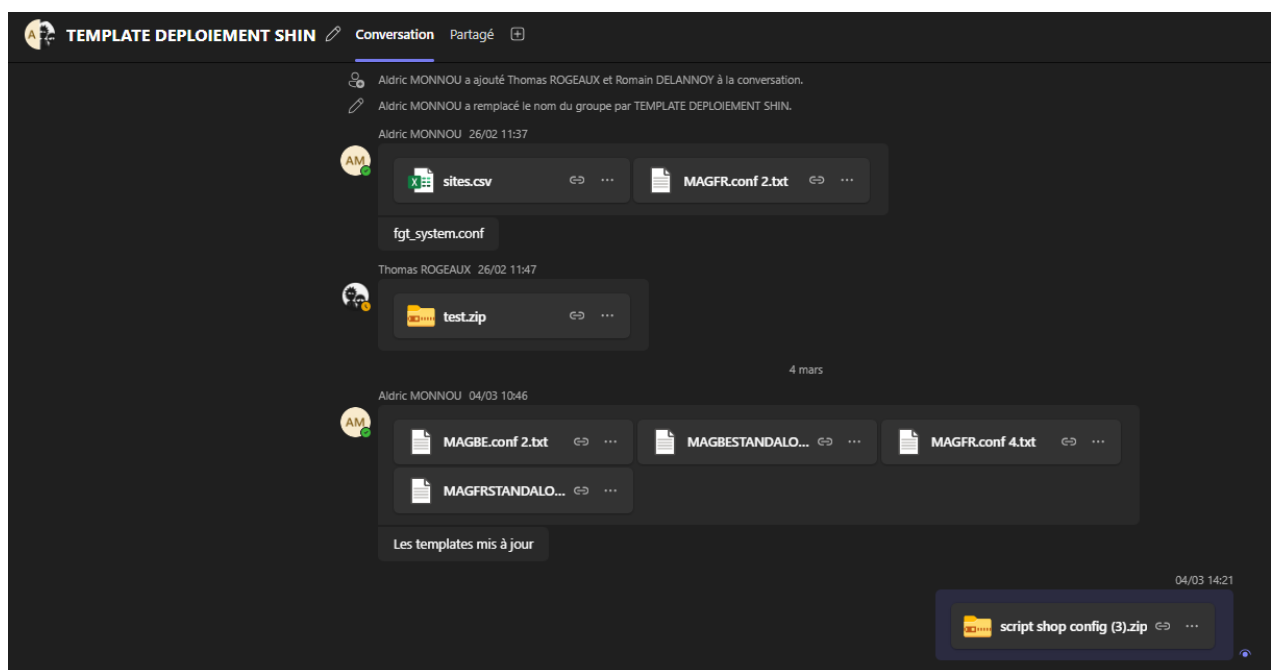 TEMPLATE DEPLOIEMENT SHIN Conversation Partagé
Aldric MONNOU a ajouté Thomas ROGEAUX et Romain DELANNOY à la conversation.
Aldric MONNOU a remplacé le nom du groupe par TEMPLATE DEPLOIEMENT SHIN.
Aldric MONNOU 26/02 11:37
AM
sites.csv
MAGFR.conf 2.txt
fgt_system.conf
Thomas ROGEAUX 26/02 11:47
test.zip
4 mars
Aldric MONNOU 04/03 10:46
AM
MAGBE.conf 2.txt
MAGBESTANDALO...
MAGFR.conf 4.txt
MAGFRSTANDALO...
Les templates mis à jour
04/03 14:21
script shop config (3).zip